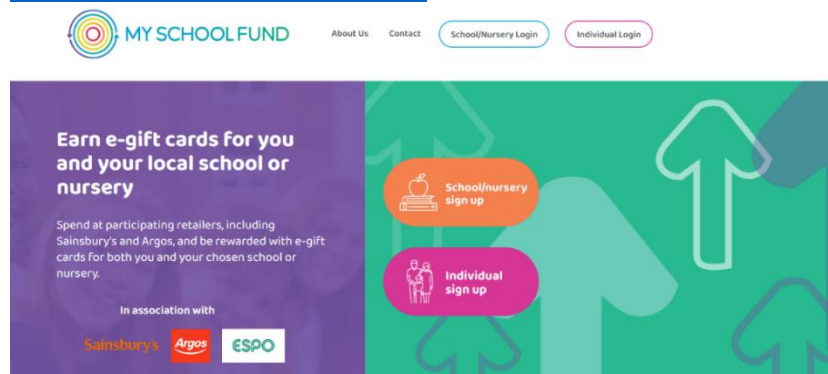 MY SCHOOL FUND
About Us
Contact
School/Nursery Login
Individual Login
Earn e-gift cards for you
and your local school or
nursery
Spend at participating retailers, including
Sainsbury's and Argos, and be rewarded with e-gift
cards for both you and your chosen school or
nursery.
In association with
Sainsbury's
Argos
ESPO
School/nursery
sign up
Individual
sign up